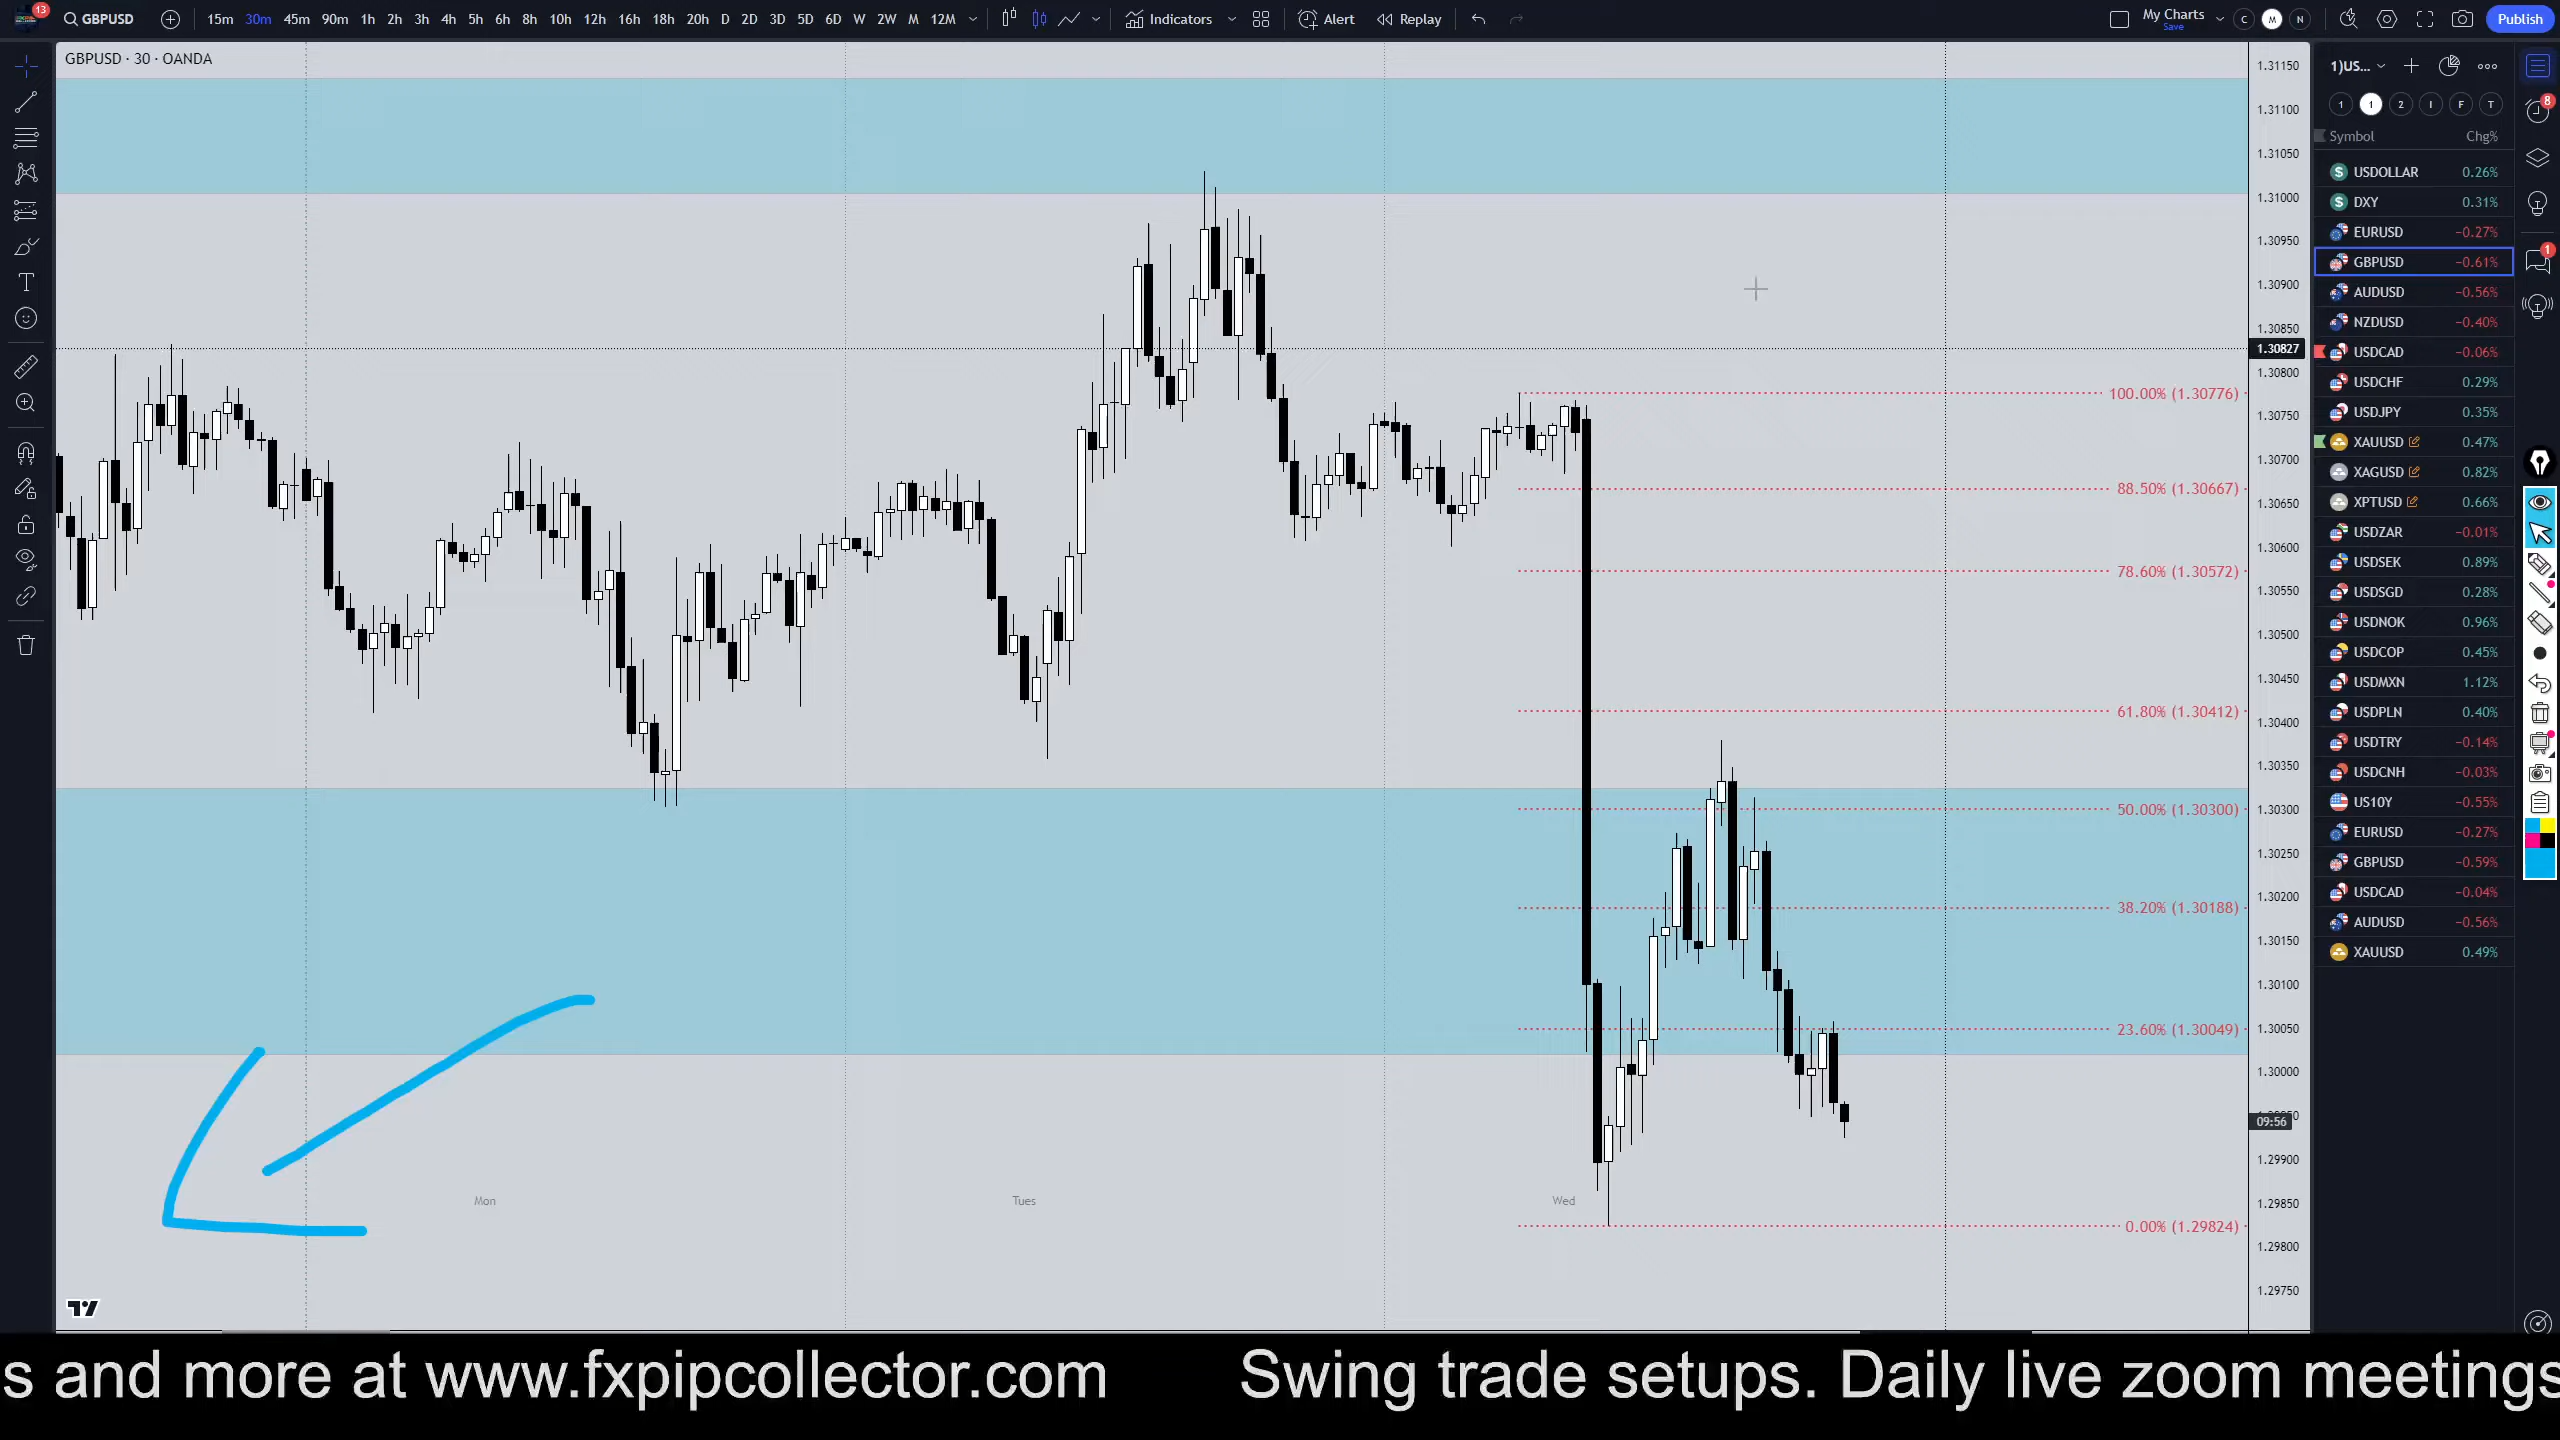 13 GBPUSD 15m 30m 45m 90m 1h 2h 3h 4h 5h 6h 8h 10h 12h 16h 18h 20h D 2D 3D 5D 6D W 2W M 12M Indicators Alert Replay My Charts Save C M N Publish
GBPUSD · 30 · OANDA
1)US...
1 1 2 I F T
8
Symbol Chg%
USDOLLAR 0.26%
DXY 0.31%
EURUSD −0.27%
1
GBPUSD −0.61%
AUDUSD −0.56%
NZDUSD −0.40%
USDCAD −0.06%
USDCHF 0.29%
USDJPY 0.35%
XAUUSD 0.47%
XAGUSD 0.82%
XPTUSD 0.66%
USDZAR −0.01%
USDSEK 0.89%
USDSGD 0.28%
USDNOK 0.96%
USDCOP 0.45%
USDMXN 1.12%
USDPLN 0.40%
USDTRY −0.14%
USDCNH −0.03%
US10Y −0.55%
EURUSD −0.27%
GBPUSD −0.59%
USDCAD −0.04%
AUDUSD −0.56%
XAUUSD 0.49%
1.31150
1.31100
1.31050
1.31000
1.30950
1.30900
1.30850
1.30827
1.30800
1.30750
1.30700
1.30650
1.30600
1.30550
1.30500
1.30450
1.30400
1.30350
1.30300
1.30250
1.30200
1.30150
1.30100
1.30050
1.30000
09:56
1.29900
1.29850
1.29800
1.29750
100.00% (1.30776)
88.50% (1.30667)
78.60% (1.30572)
61.80% (1.30412)
50.00% (1.30300)
38.20% (1.30188)
23.60% (1.30049)
0.00% (1.29824)
Mon Tues Wed
s and more at www.fxpipcollector.com Swing trade setups. Daily live zoom meetings